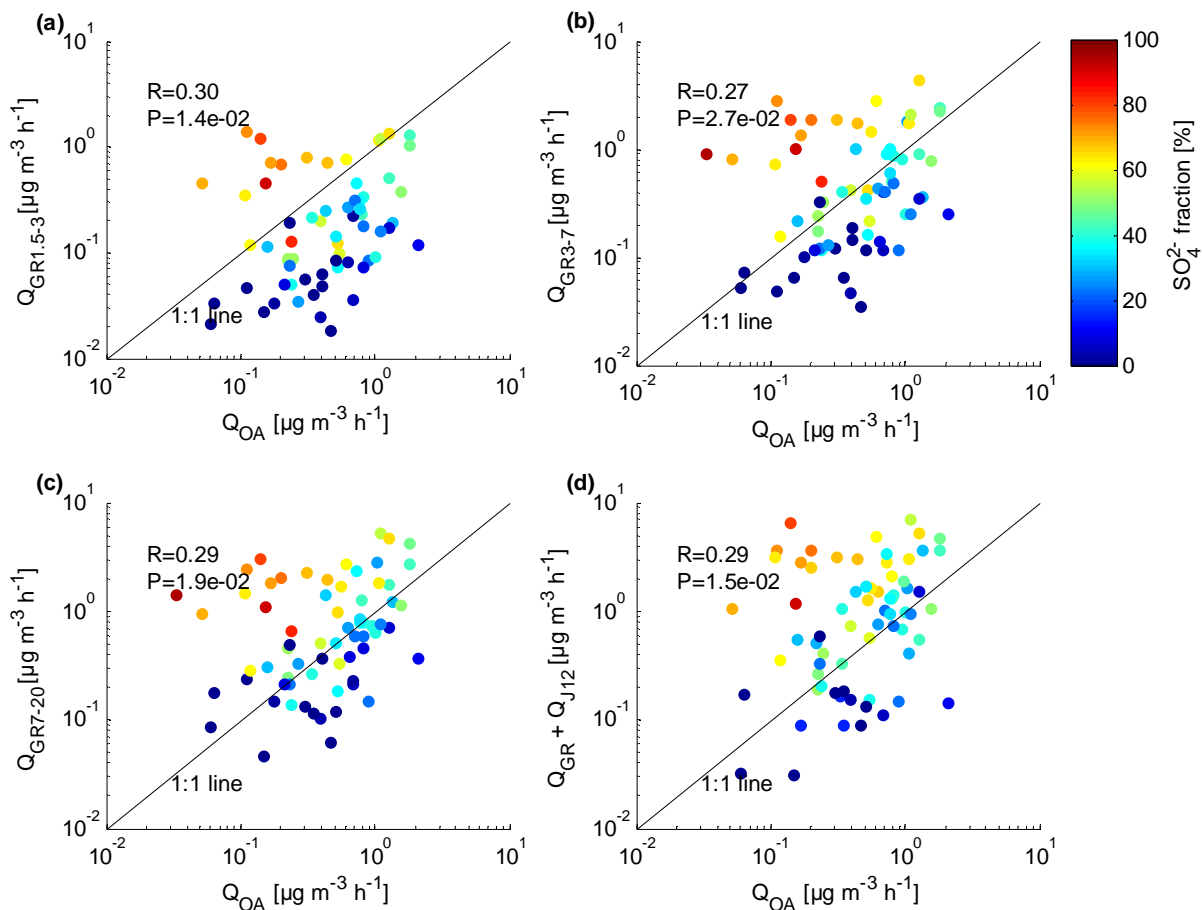 (a)
10^1
10^0
10^-1
10^-2
Q_GR1.5-3 [µg m^-3 h^-1]
R=0.30
P=1.4e-02
1:1 line
10^-2 10^-1 10^0 10^1
Q_OA [µg m^-3 h^-1]
(b)
10^1
10^0
10^-1
10^-2
Q_GR3-7 [µg m^-3 h^-1]
R=0.27
P=2.7e-02
1:1 line
10^-2 10^-1 10^0 10^1
Q_OA [µg m^-3 h^-1]
100
80
60
40
20
0
SO_4^2- fraction [%]
(c)
10^1
10^0
10^-1
10^-2
Q_GR7-20 [µg m^-3 h^-1]
R=0.29
P=1.9e-02
1:1 line
10^-2 10^-1 10^0 10^1
Q_OA [µg m^-3 h^-1]
(d)
10^1
10^0
10^-1
10^-2
Q_GR + Q_J12 [µg m^-3 h^-1]
R=0.29
P=1.5e-02
1:1 line
10^-2 10^-1 10^0 10^1
Q_OA [µg m^-3 h^-1]